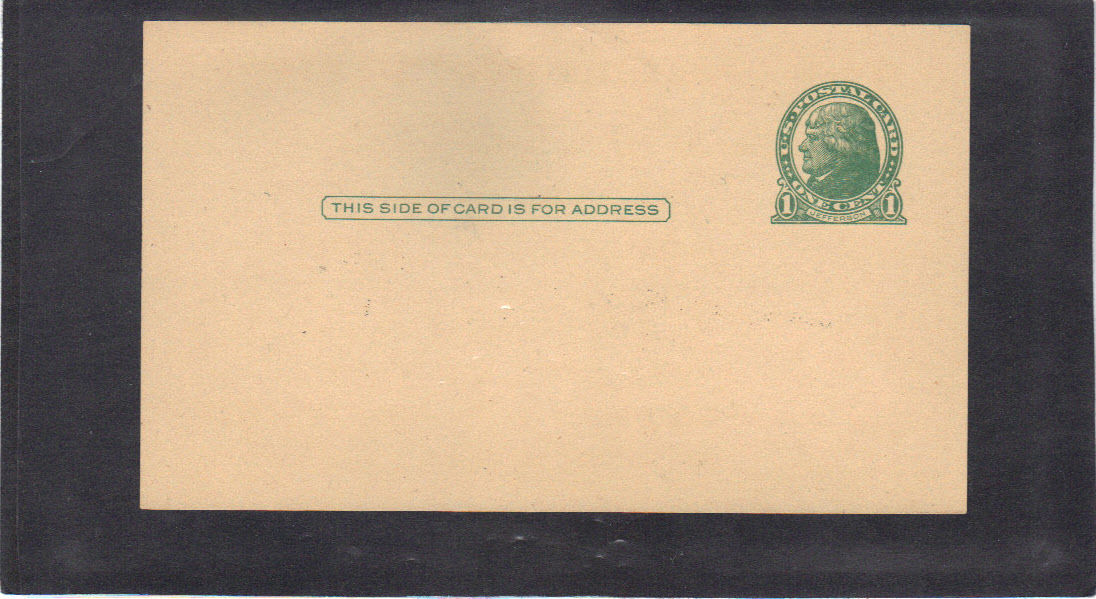 THIS SIDE OF CARD IS FOR ADDRESS
U.S. POSTAL CARD
ONE CENT
1 JEFFERSON 1